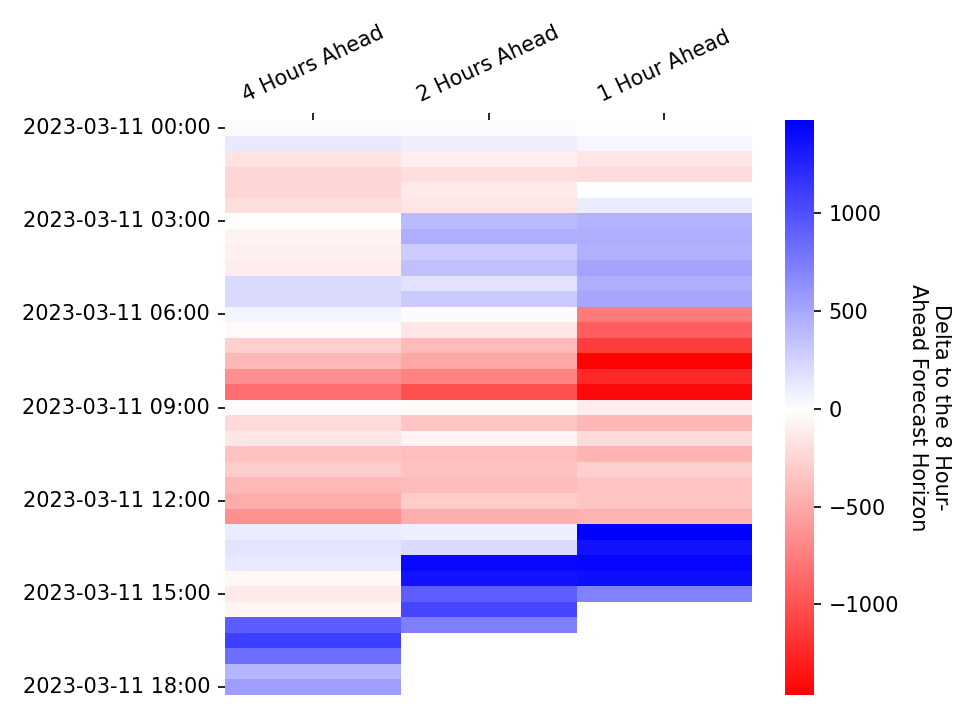 4 Hours Ahead
2 Hours Ahead
1 Hour Ahead
2023-03-11 00:00
2023-03-11 03:00
2023-03-11 06:00
2023-03-11 09:00
2023-03-11 12:00
2023-03-11 15:00
2023-03-11 18:00
1000
500
0
−500
−1000
Delta to the 8 Hour-
Ahead Forecast Horizon